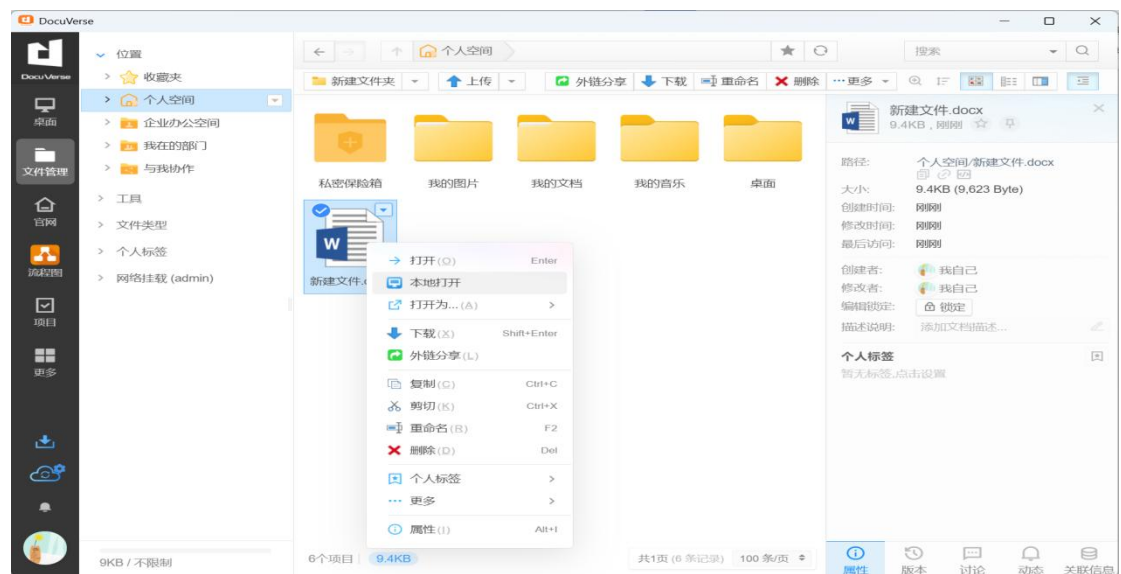 DocuVerse
DocuVerse
桌面
文件管理
官网
流程图
项目
更多
位置
收藏夹
个人空间
企业办公空间
我在的部门
与我协作
工具
文件类型
个人标签
网络挂载 (admin)
9KB / 不限制
个人空间
搜索
新建文件夹 上传 外链分享 下载 重命名 删除 更多
私密保险箱 我的图片 我的文档 我的音乐 桌面
W
新建文件.
打开(O) Enter
本地打开
打开为...(A)
下载(X) Shift+Enter
外链分享(L)
复制(C) Ctrl+C
剪切(K) Ctrl+X
重命名(R) F2
删除(D) Del
个人标签
更多
属性(I) Alt+I
6个项目 9.4KB 共1页 (6 条记录) 100 条/页
W
新建文件.docx
9.4KB , 刚刚
路径: 个人空间/新建文件.docx
大小: 9.4KB (9,623 Byte)
创建时间: 刚刚
修改时间: 刚刚
最后访问: 刚刚
创建者: 我自己
修改者: 我自己
编辑锁定: 锁定
描述说明: 添加文档描述...
个人标签
暂无标签,点击设置
属性 版本 讨论 动态 关联信息